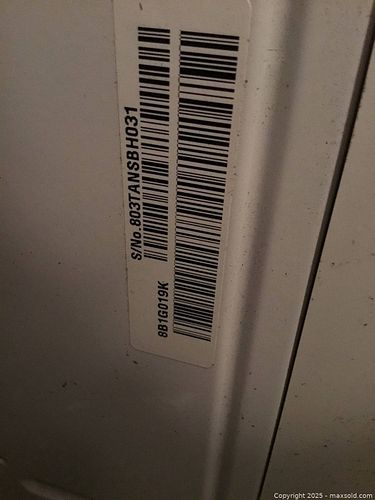 S/No. 803TANSBH031
8B1G019K
Copyright 2025 - maxsold.com